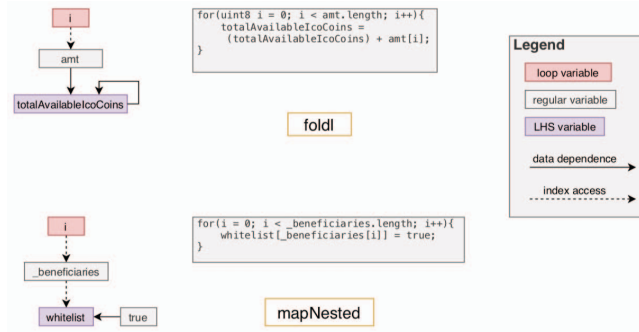 i
amt
totalAvailableIcoCoins
for(uint8 i = 0; i < amt.length; i++){
totalAvailableIcoCoins =
(totalAvailableIcoCoins) + amt[i];
}
foldl
Legend
loop variable
regular variable
LHS variable
data dependence
index access
i
_beneficiaries
whitelist
true
for(i = 0; i < _beneficiaries.length; i++){
whitelist[_beneficiaries[i]] = true;
}
mapNested